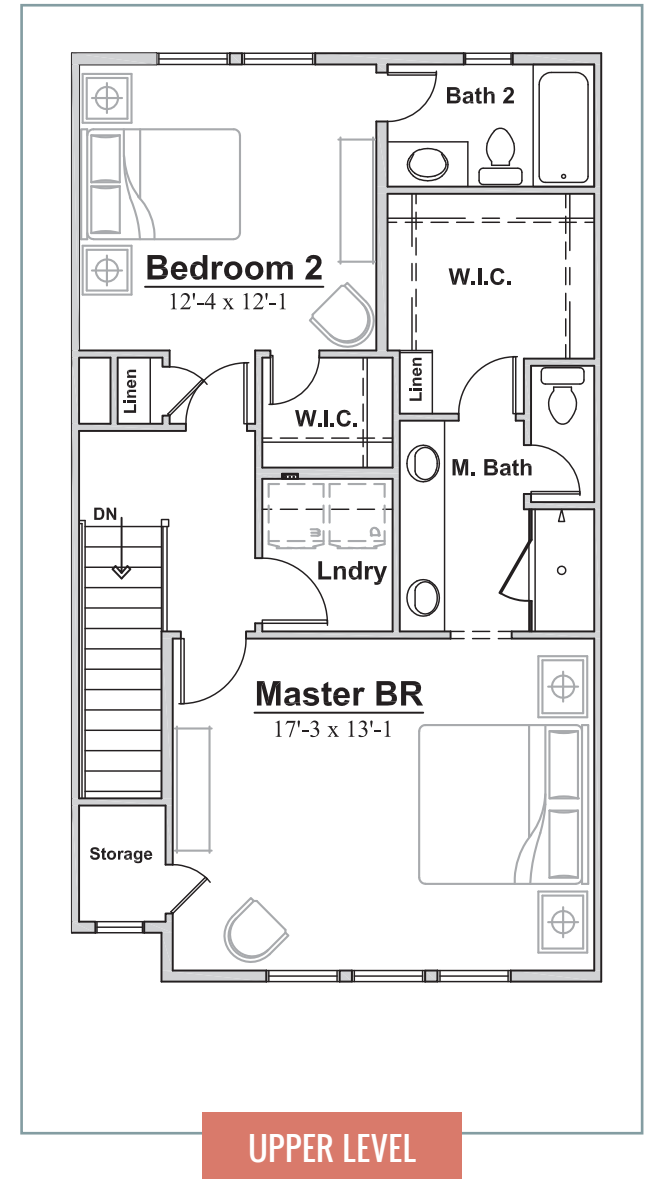 Bath 2
Bedroom 2
12'-4 x 12'-1
W.I.C.
Linen
Linen
W.I.C.
M. Bath
DN
W
D
Lndry
Master BR
17'-3 x 13'-1
Storage
UPPER LEVEL